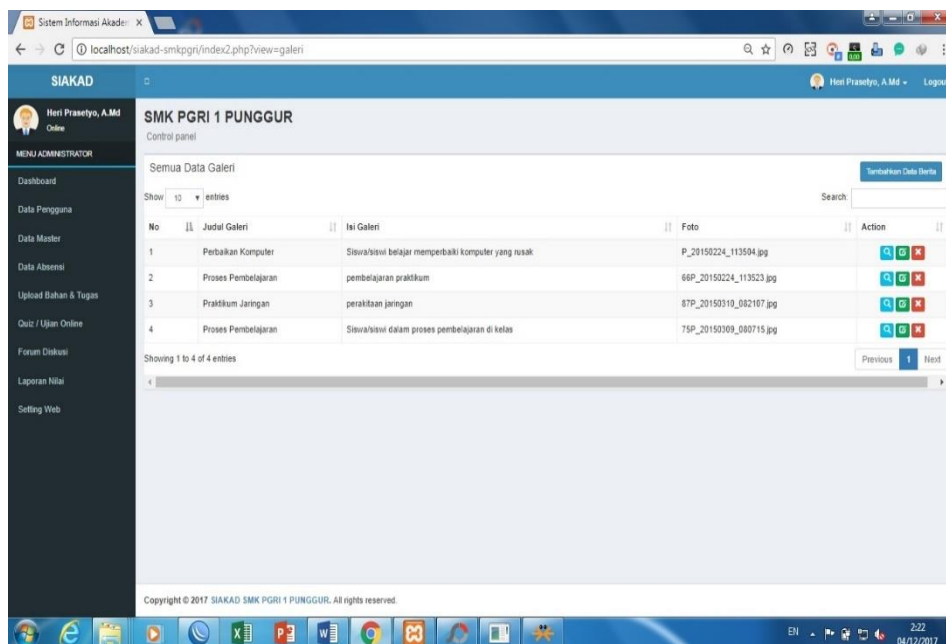 Sistem Informasi Akadem
localhost/siakad-smkpgri/index2.php?view=galeri
SIAKAD
Heri Prasetyo, A.Md
Logou
Heri Prasetyo, A.Md
Online
MENU ADMINISTRATOR
Dashboard
Data Pengguna
Data Master
Data Absensi
Upload Bahan & Tugas
Quiz / Ujian Online
Forum Diskusi
Laporan Nilai
Setting Web
SMK PGRI 1 PUNGGUR
Control panel
Semua Data Galeri
Tambahkan Data Berita
Show 10 entries
Search:
No Judul Galeri Isi Galeri Foto Action
1 Perbaikan Komputer Siswa/siswi belajar memperbaiki komputer yang rusak P_20150224_113504.jpg
2 Proses Pembelajaran pembelajaran praktikum 66P_20150224_113523.jpg
3 Praktikum Jaringan perakitaan jaringan 87P_20150310_082107.jpg
4 Proses Pembelajaran Siswa/siswi dalam proses pembelajaran di kelas 75P_20150309_080715.jpg
Showing 1 to 4 of 4 entries
Previous 1 Next
Copyright © 2017 SIAKAD SMK PGRI 1 PUNGGUR. All rights reserved.
EN
2:22
04/12/2017